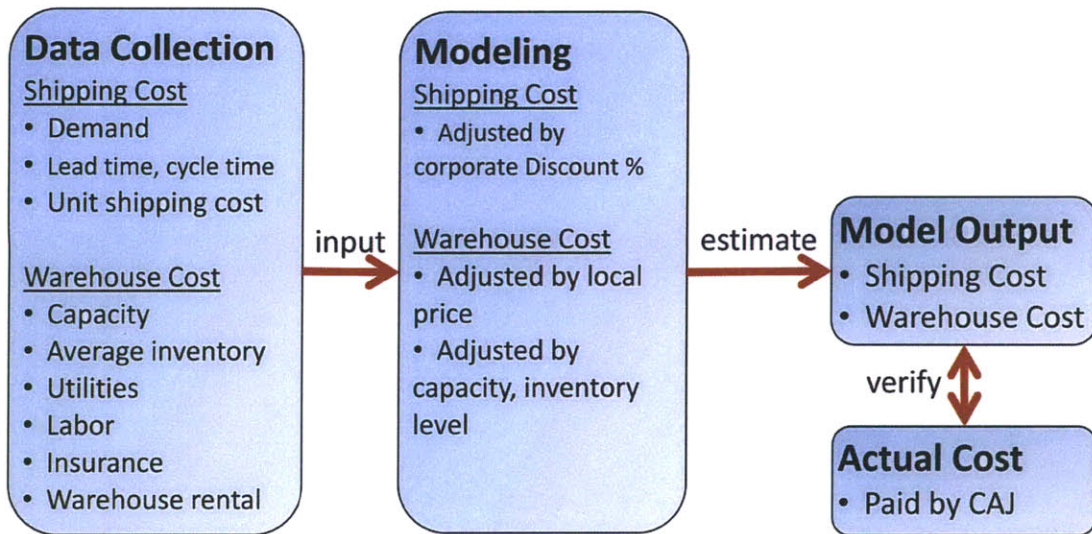 Data Collection
Shipping Cost
• Demand
• Lead time, cycle time
• Unit shipping cost
Warehouse Cost
• Capacity
• Average inventory
• Utilities
• Labor
• Insurance
• Warehouse rental
input
Modeling
Shipping Cost
• Adjusted by
corporate Discount %
Warehouse Cost
• Adjusted by local
price
• Adjusted by
capacity, inventory
level
estimate
Model Output
• Shipping Cost
• Warehouse Cost
verify
Actual Cost
• Paid by CAJ